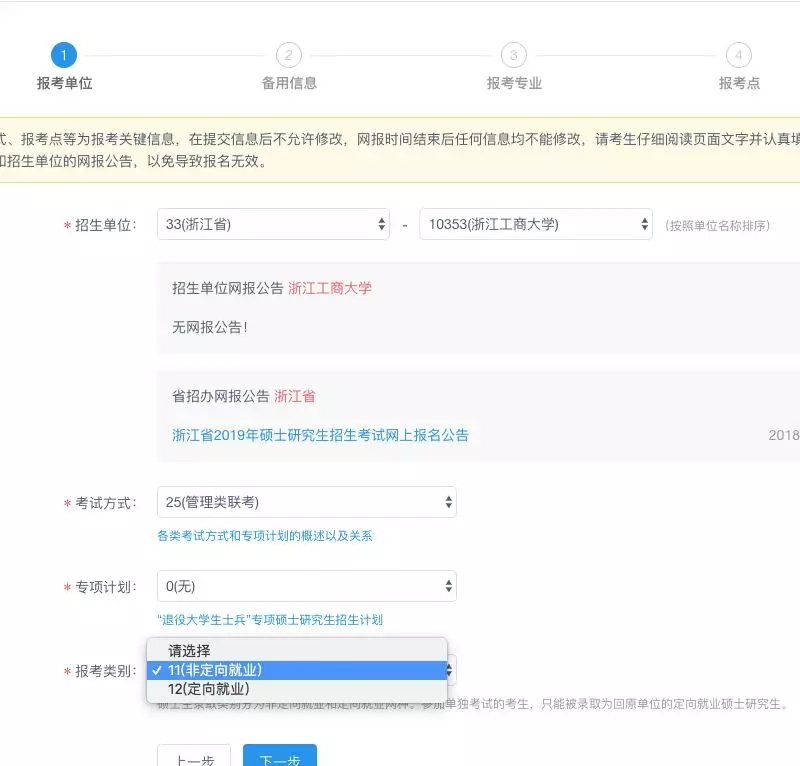 1 2 3 4
报考单位 备用信息 报考专业 报考点
式、报考点等为报考关键信息，在提交信息后不允许修改，网报时间结束后任何信息均不能修改，请考生仔细阅读页面文字并认真填
和招生单位的网报公告，以免导致报名无效。
* 招生单位： 33(浙江省) - 10353(浙江工商大学) (按照单位名称排序)
招生单位网报公告 浙江工商大学
无网报公告！
省招办网报公告 浙江省
浙江省2019年硕士研究生招生考试网上报名公告 2018
* 考试方式： 25(管理类联考)
各类考试方式和专项计划的概述以及关系
* 专项计划： 0(无)
“退役大学生士兵”专项硕士研究生招生计划
请选择
* 报考类别： ✓ 11(非定向就业)
12(定向就业)
硕士生录取类别分为非定向就业和定向就业两种。参加单独考试的考生，只能被录取为回原单位的定向就业硕士研究生。
上一步 下一步